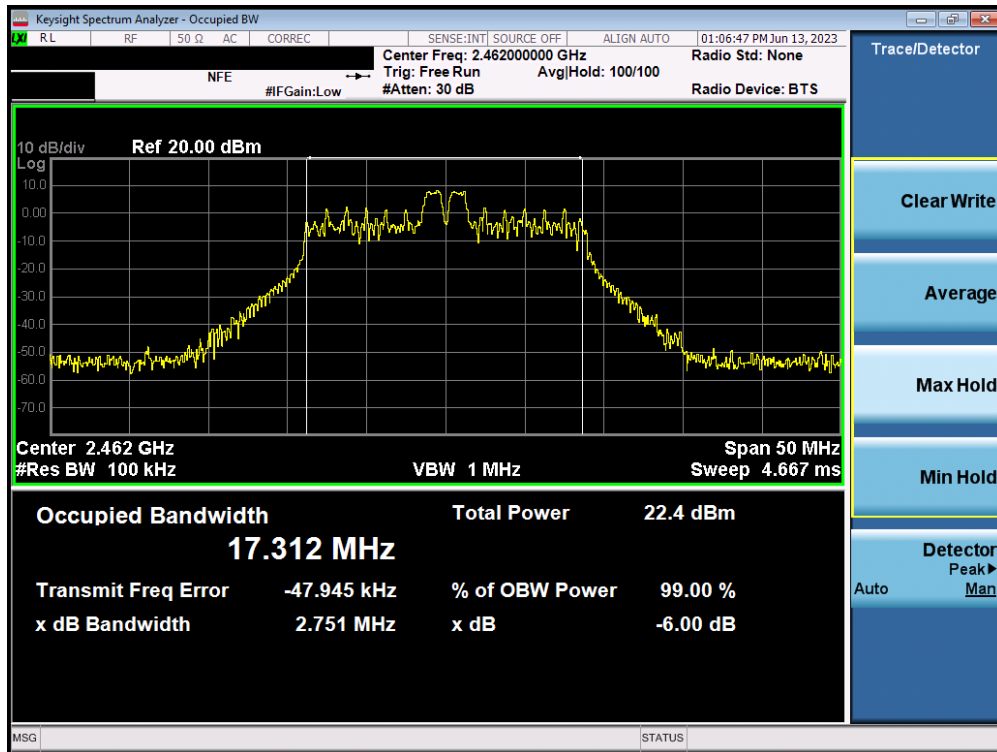 Keysight Spectrum Analyzer - Occupied BW
LXI RL RF 50 Ω AC CORREC SENSE:INT SOURCE OFF ALIGN AUTO 01:06:47 PM Jun 13, 2023
Center Freq: 2.462000000 GHz Radio Std: None
NFE Trig: Free Run Avg|Hold: 100/100
#IFGain:Low #Atten: 30 dB Radio Device: BTS
10 dB/div Ref 20.00 dBm
Log
10.0
0.00
-10.0
-20.0
-30.0
-40.0
-50.0
-60.0
-70.0
Center 2.462 GHz Span 50 MHz
#Res BW 100 kHz VBW 1 MHz Sweep 4.667 ms
Occupied Bandwidth Total Power 22.4 dBm
17.312 MHz
Transmit Freq Error -47.945 kHz % of OBW Power 99.00 %
x dB Bandwidth 2.751 MHz x dB -6.00 dB
MSG STATUS
Trace/Detector
Clear Write
Average
Max Hold
Min Hold
Detector
Peak▶
Auto Man